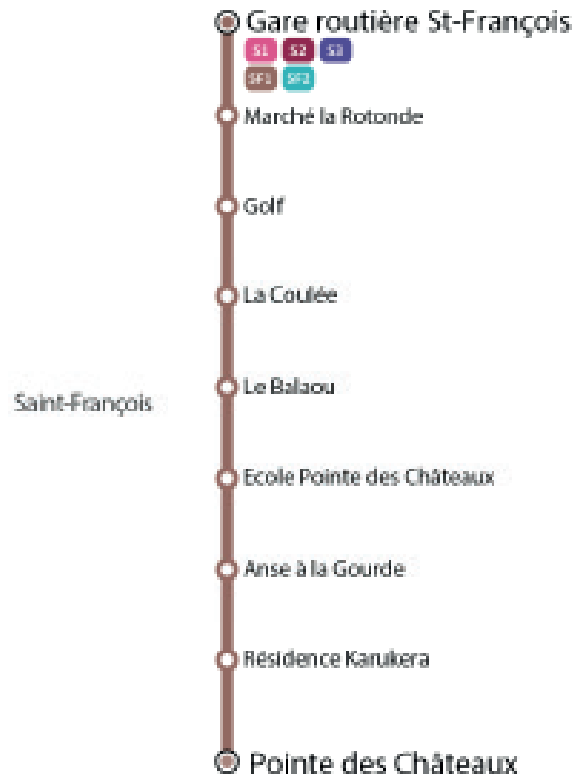 Gare routière St-François
S1 S2 S3
SF1 SF2
Marché la Rotonde
Golf
La Coulée
Le Balaou
Saint-François
Ecole Pointe des Châteaux
Anse à la Gourde
Résidence Karukera
Pointe des Châteaux